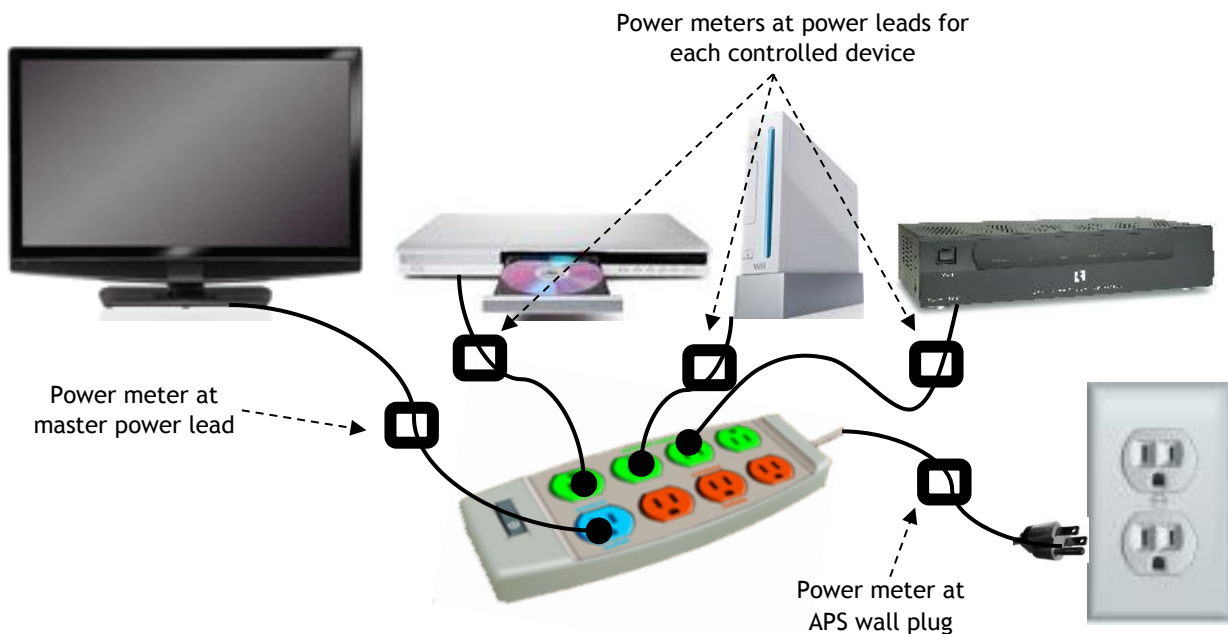 Power meters at power leads for
each controlled device
Wii
Power meter at
master power lead
Power meter at
APS wall plug